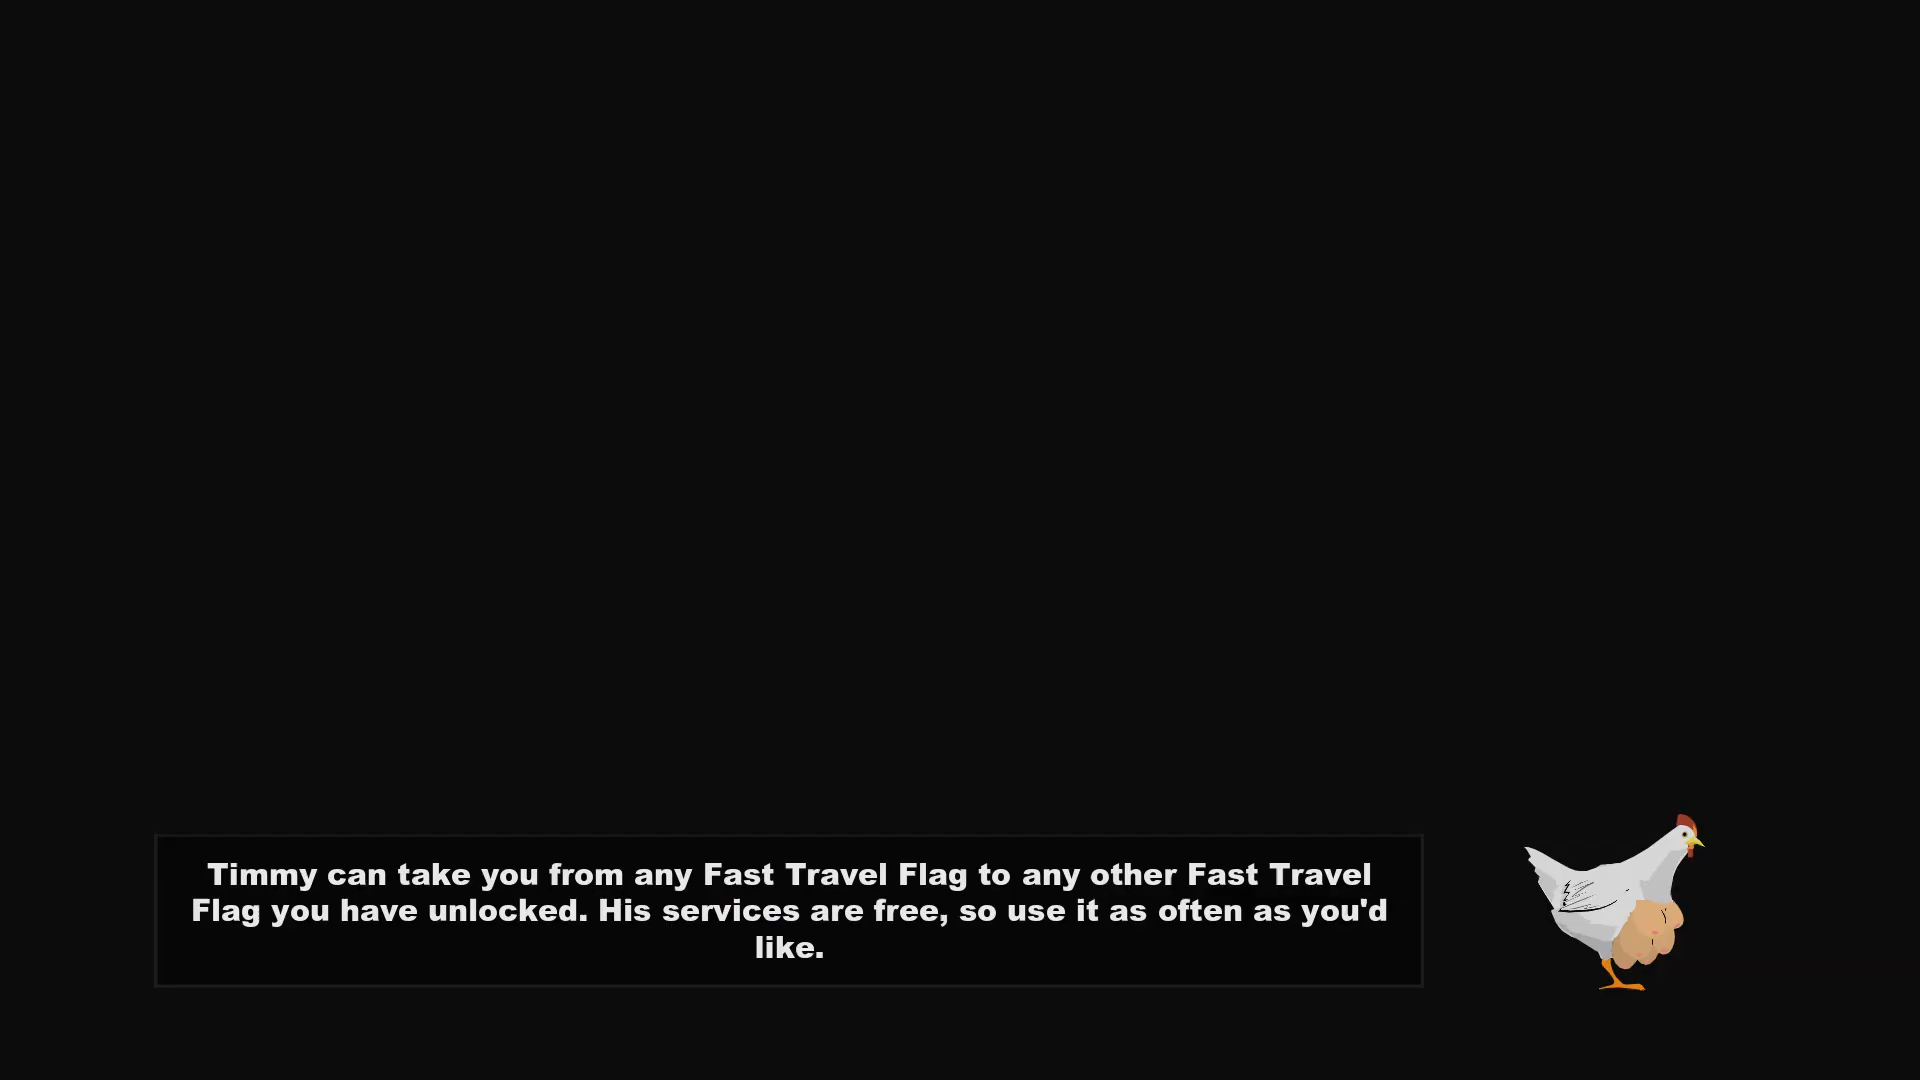 Timmy can take you from any Fast Travel Flag to any other Fast Travel
Flag you have unlocked. His services are free, so use it as often as you'd
like.